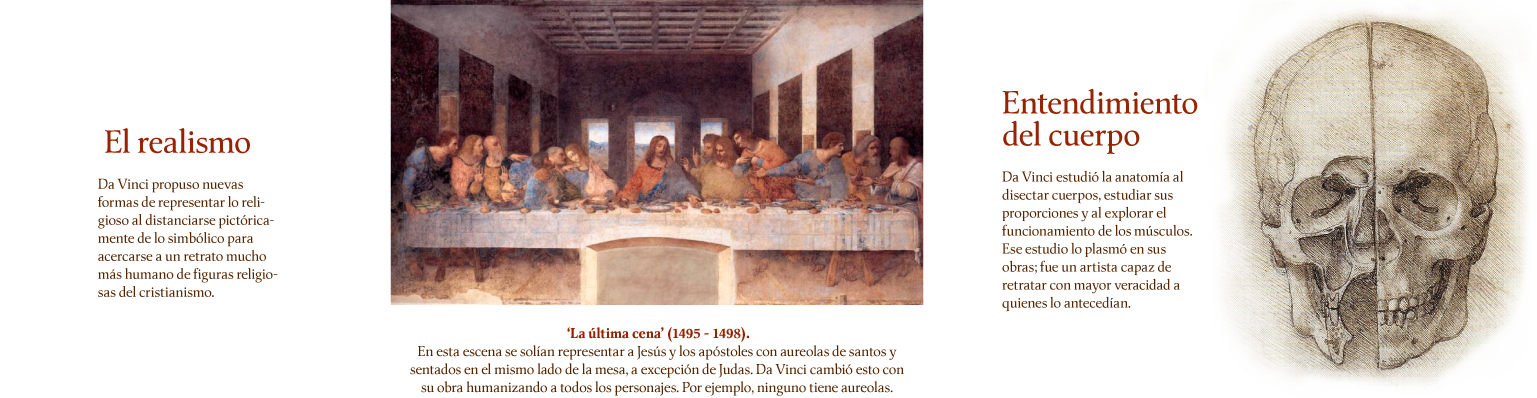 El realismo
Da Vinci propuso nuevas
formas de representar lo reli-
gioso al distanciarse pictórica-
mente de lo simbólico para
acercarse a un retrato mucho
más humano de figuras religio-
sas del cristianismo.
‘La última cena’ (1495 - 1498).
En esta escena se solían representar a Jesús y los apóstoles con aureolas de santos y
sentados en el mismo lado de la mesa, a excepción de Judas. Da Vinci cambió esto con
su obra humanizando a todos los personajes. Por ejemplo, ninguno tiene aureolas.
Entendimiento
del cuerpo
Da Vinci estudió la anatomía al
disectar cuerpos, estudiar sus
proporciones y al explorar el
funcionamiento de los músculos.
Ese estudio lo plasmó en sus
obras; fue un artista capaz de
retratar con mayor veracidad a
quienes lo antecedían.